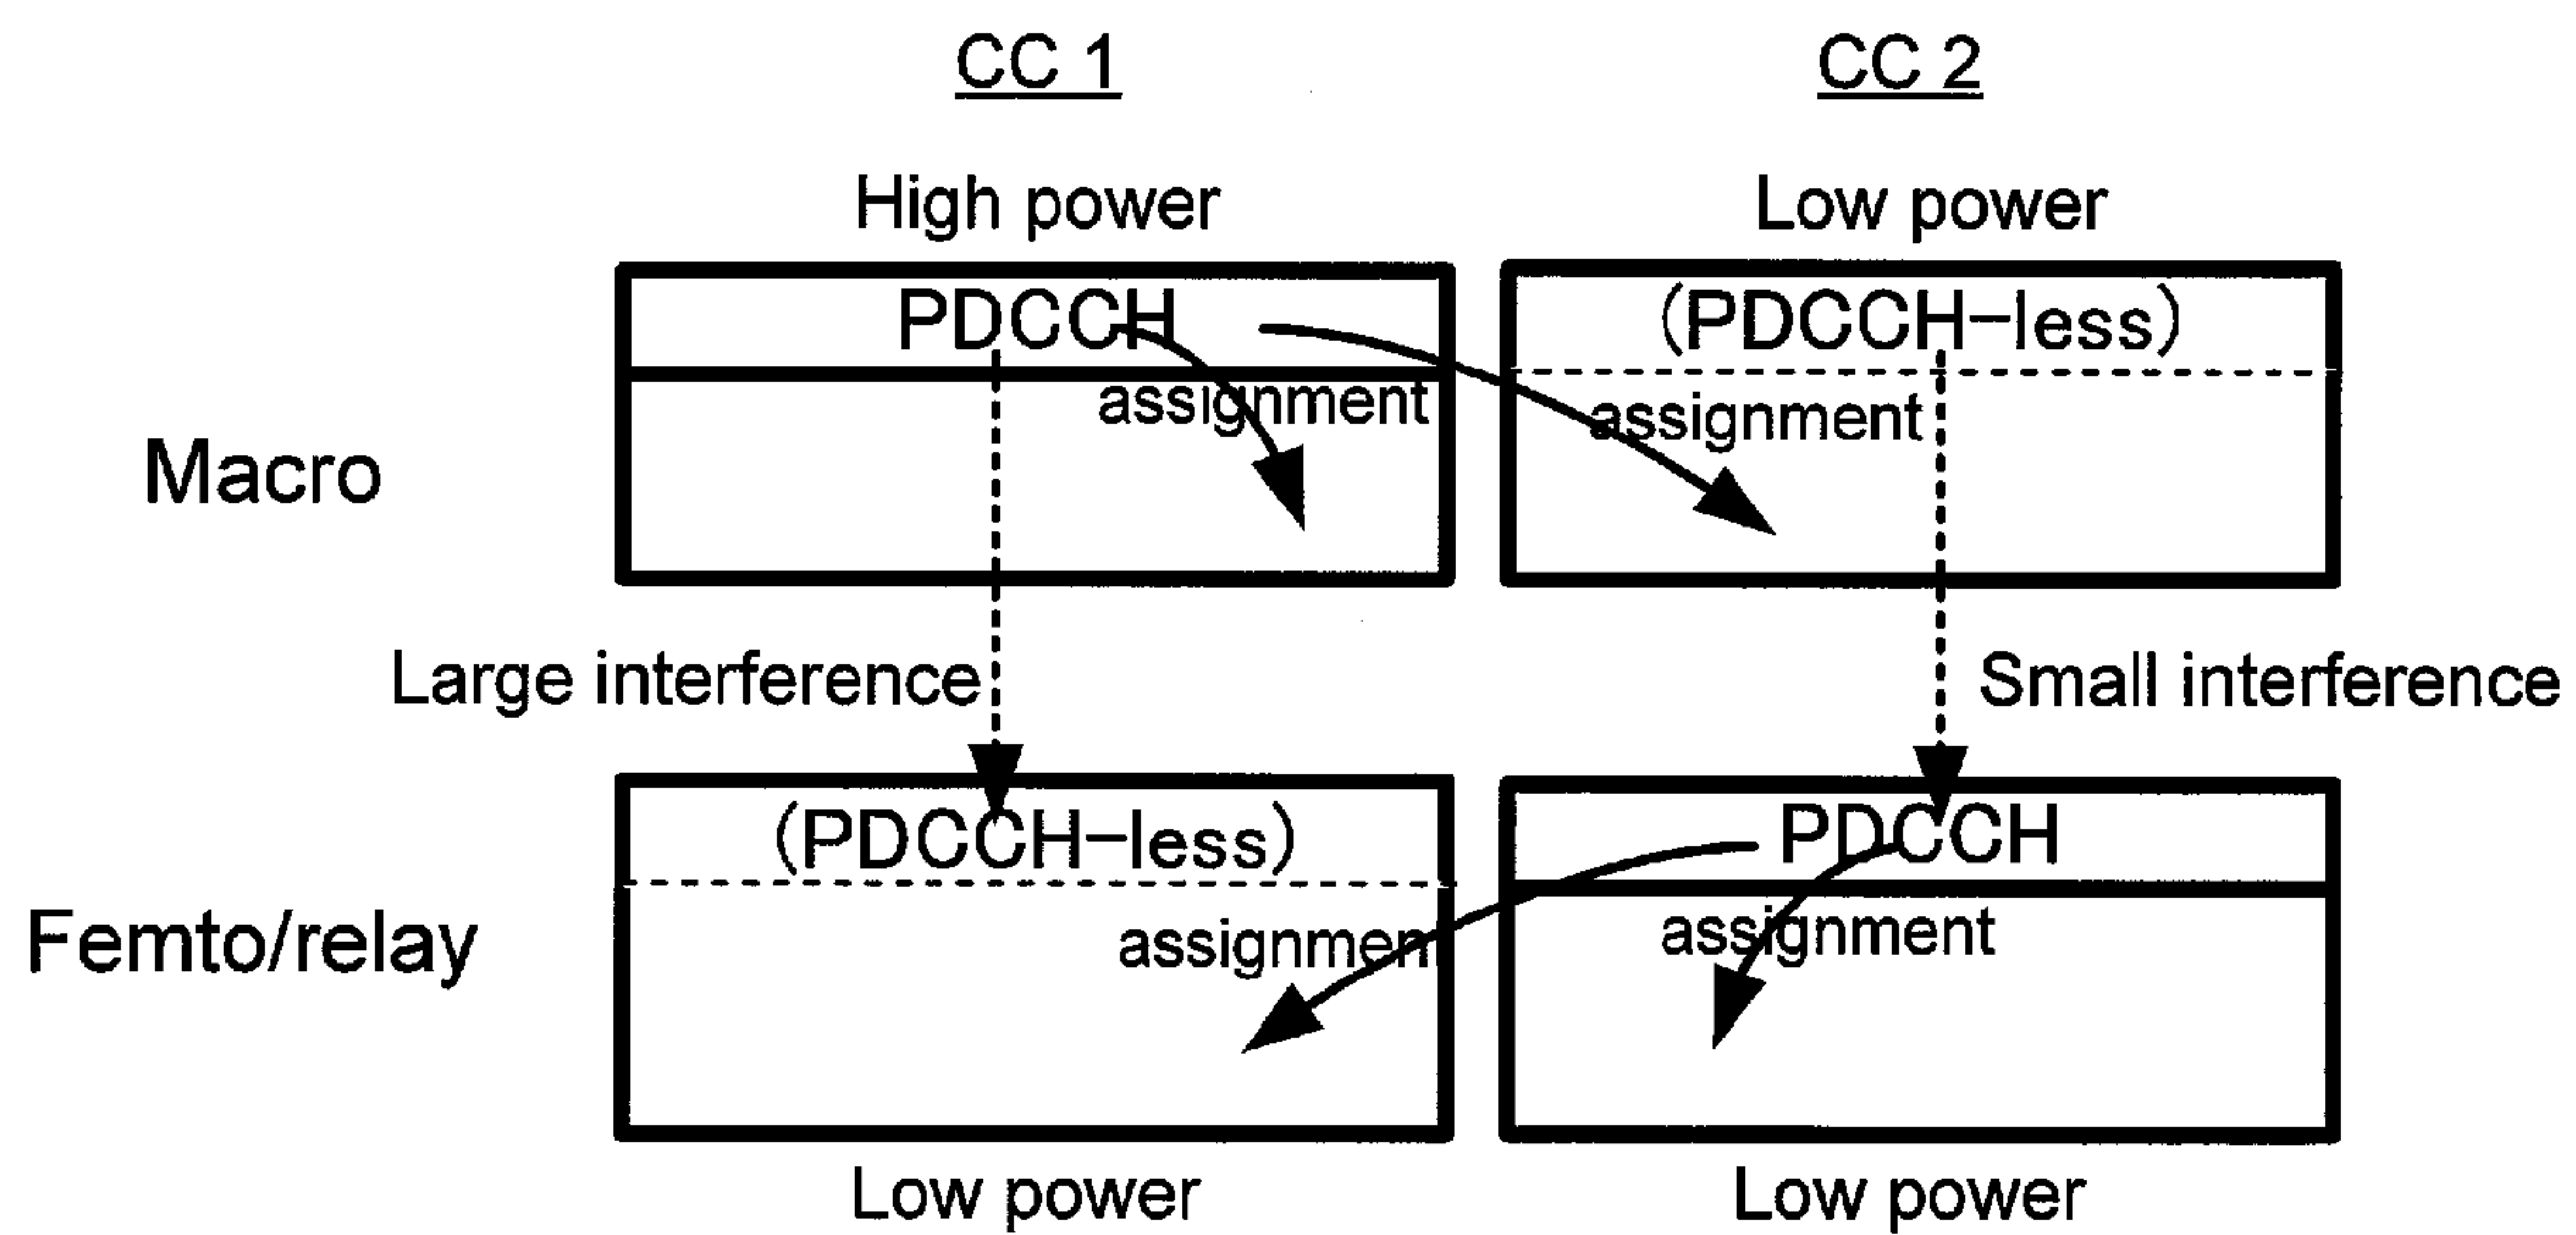 CC 1 CC 2
High power Low power
PDCCH (PDCCH-less)
assignment assignment
Macro
Large interference Small interference
(PDCCH-less) PDCCH
assignmen assignment
Femto/relay
Low power Low power